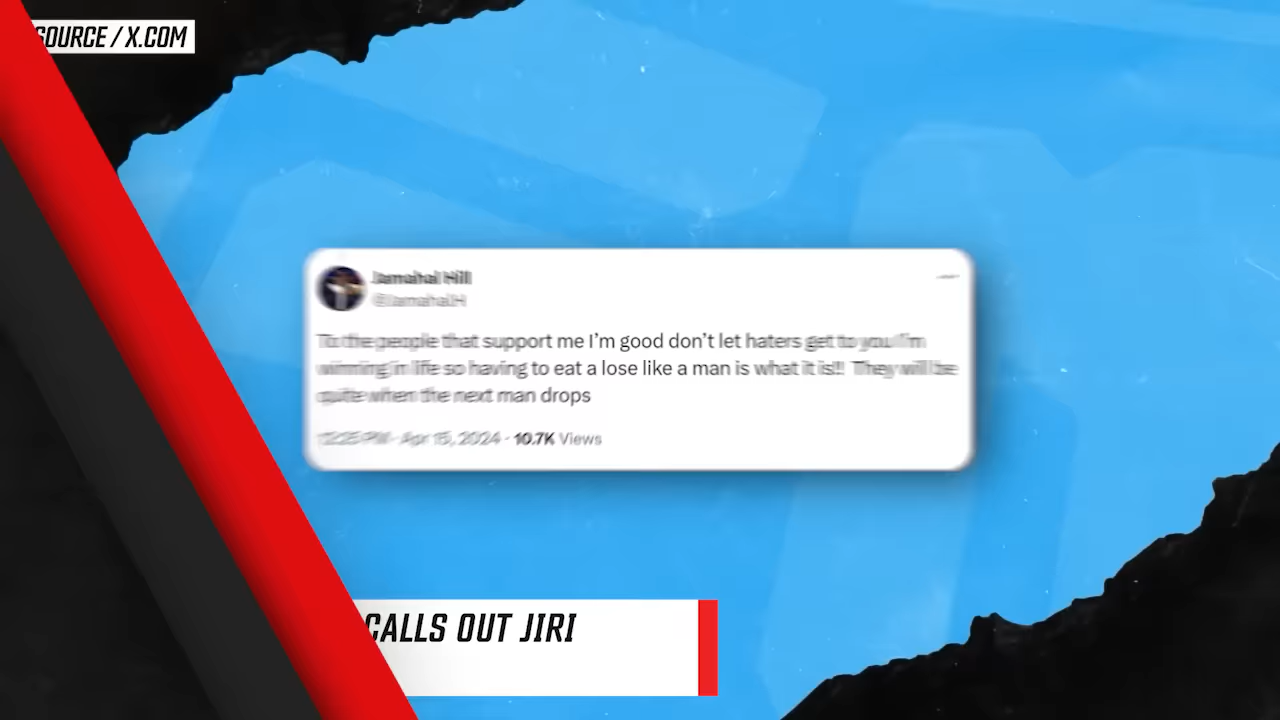 SOURCE / X.COM
Jamahal Hill
@JamahalH
To the people that support me I'm good don't let haters get to you I'm
winning in life so having to eat a lose like a man is what it is!! They will be
quite when the next man drops
12:25 PM · Apr 15, 2024 · 10.7K Views
CALLS OUT JIRI